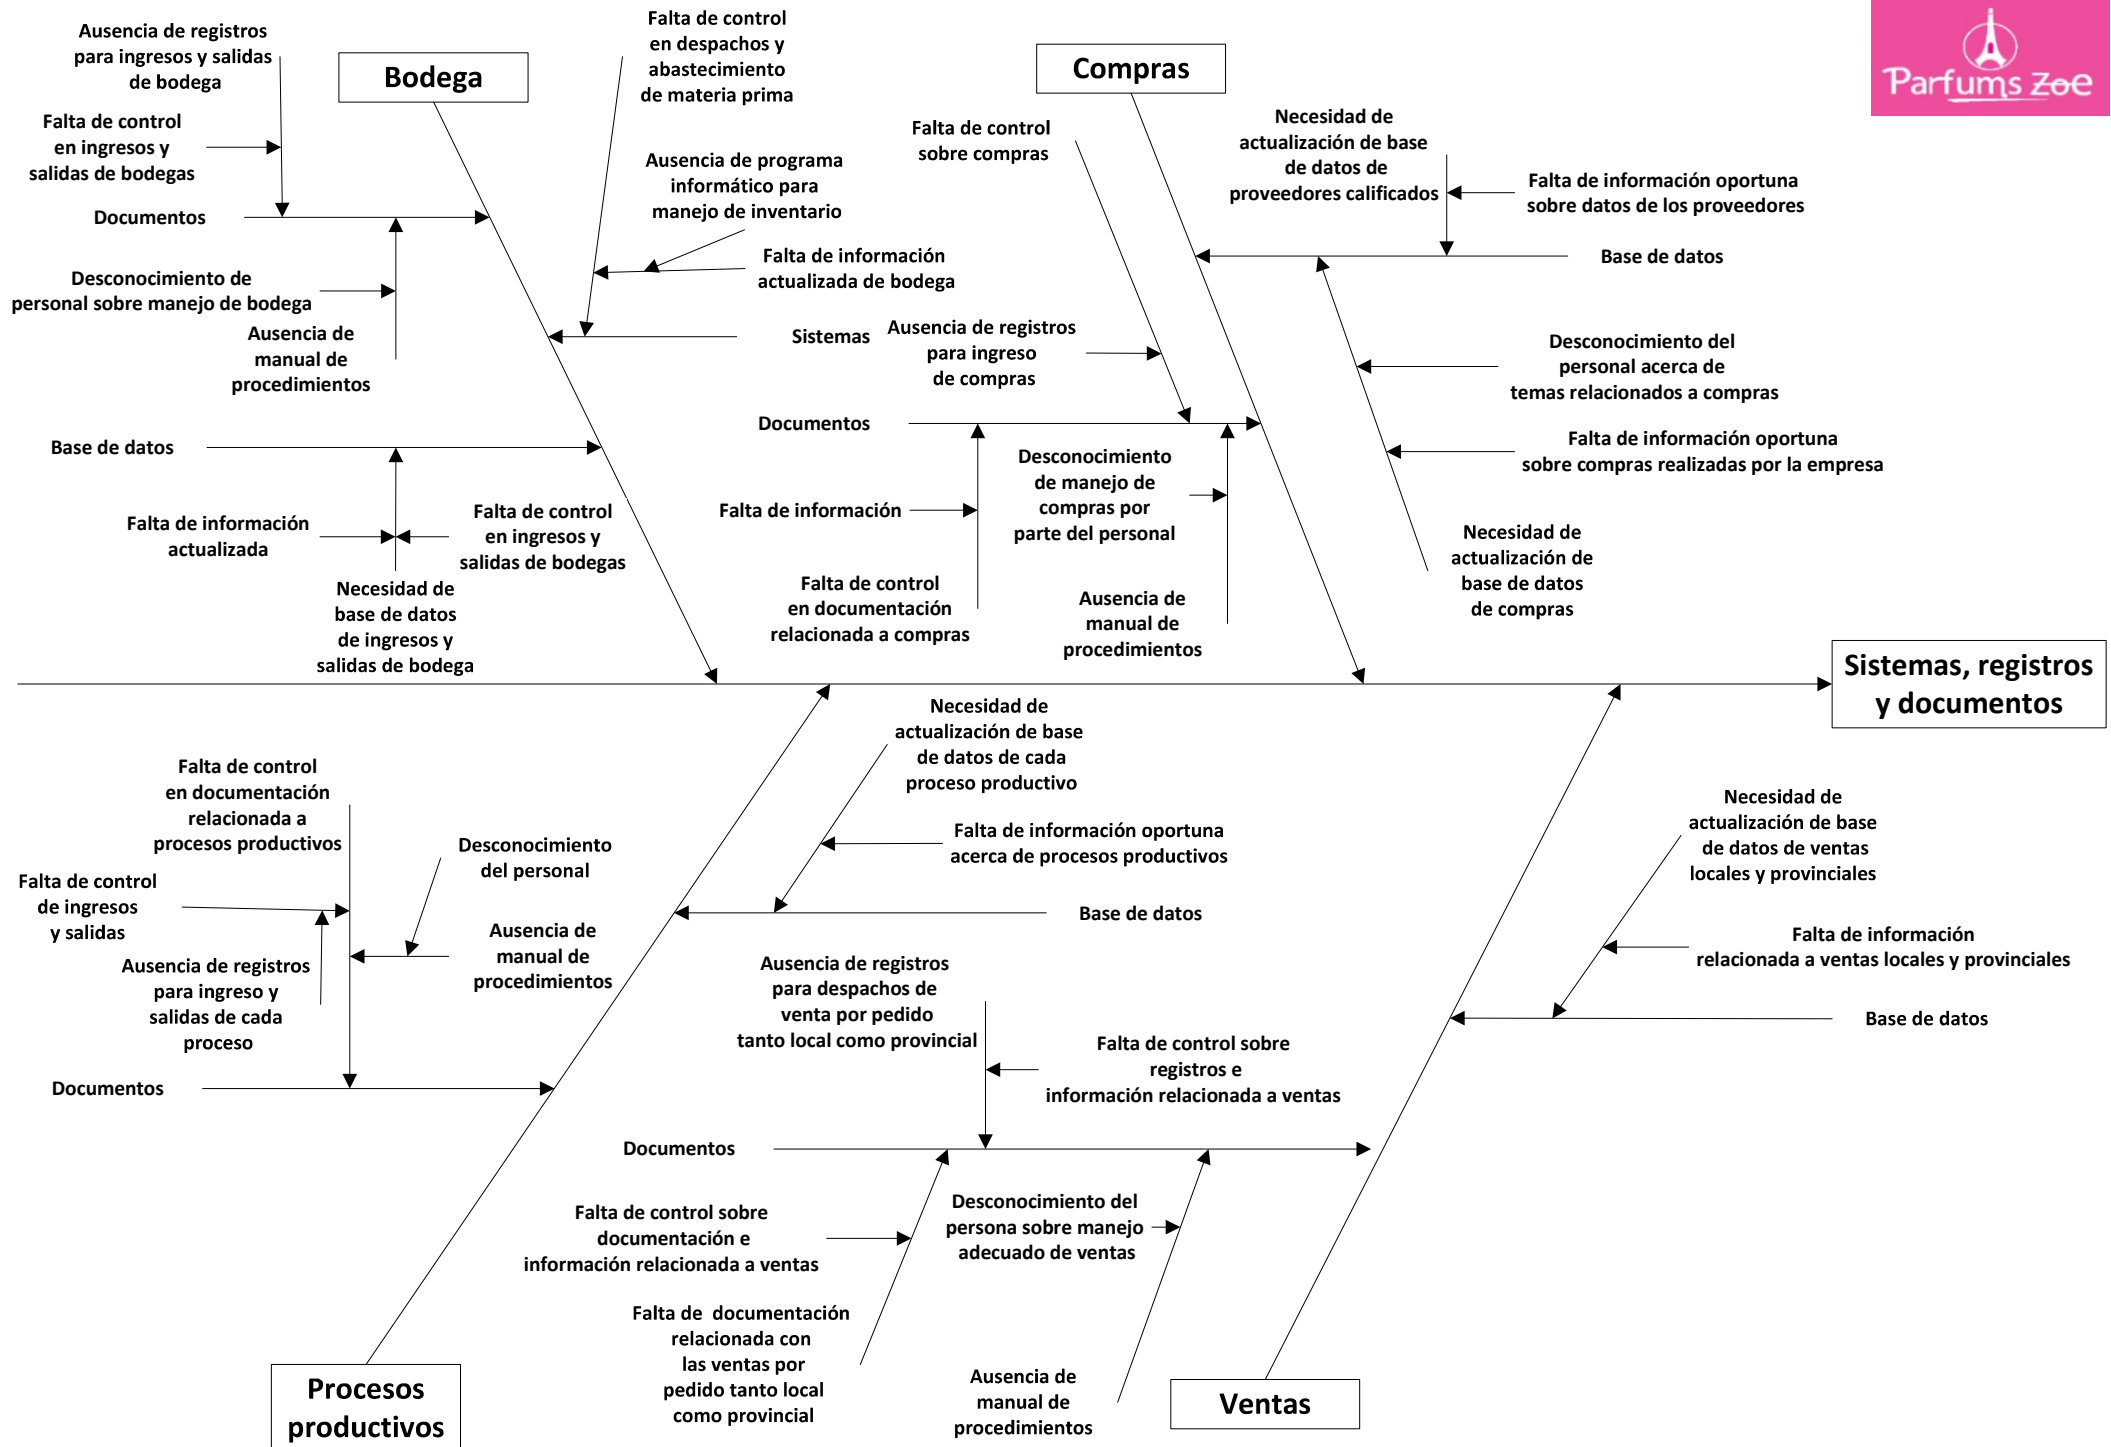 Ausencia de registros
para ingresos y salidas
de bodega
Bodega
Falta de control
en despachos y
abastecimiento
de materia prima
Compras
Parfums zoe
Falta de control
en ingresos y
salidas de bodegas
Ausencia de programa
informático para
manejo de inventario
Falta de control
sobre compras
Necesidad de
actualización de base
de datos de
proveedores calificados
Falta de información oportuna
sobre datos de los proveedores
Documentos
Falta de información
actualizada de bodega
Base de datos
Desconocimiento de
personal sobre manejo de bodega
Ausencia de
manual de
procedimientos
Sistemas
Ausencia de registros
para ingreso
de compras
Desconocimiento del
personal acerca de
temas relacionados a compras
Documentos
Base de datos
Desconocimiento
de manejo de
compras por
parte del personal
Falta de información oportuna
sobre compras realizadas por la empresa
Falta de información
actualizada
Falta de control
en ingresos y
salidas de bodegas
Falta de información
Necesidad de
actualización de
base de datos
de compras
Necesidad de
base de datos
de ingresos y
salidas de bodega
Falta de control
en documentación
relacionada a compras
Ausencia de
manual de
procedimientos
Sistemas, registros
y documentos
Necesidad de
actualización de base
de datos de cada
proceso productivo
Falta de control
en documentación
relacionada a
procesos productivos
Desconocimiento
del personal
Falta de información oportuna
acerca de procesos productivos
Necesidad de
actualización de base
de datos de ventas
locales y provinciales
Falta de control
de ingresos
y salidas
Base de datos
Ausencia de
manual de
procedimientos
Falta de información
relacionada a ventas locales y provinciales
Ausencia de registros
para ingreso y
salidas de cada
proceso
Ausencia de registros
para despachos de
venta por pedido
tanto local como provincial
Base de datos
Falta de control sobre
registros e
información relacionada a ventas
Documentos
Documentos
Falta de control sobre
documentación e
información relacionada a ventas
Desconocimiento del
persona sobre manejo
adecuado de ventas
Falta de  documentación
relacionada con
las ventas por
pedido tanto local
como provincial
Ausencia de
manual de
procedimientos
Procesos
productivos
Ventas